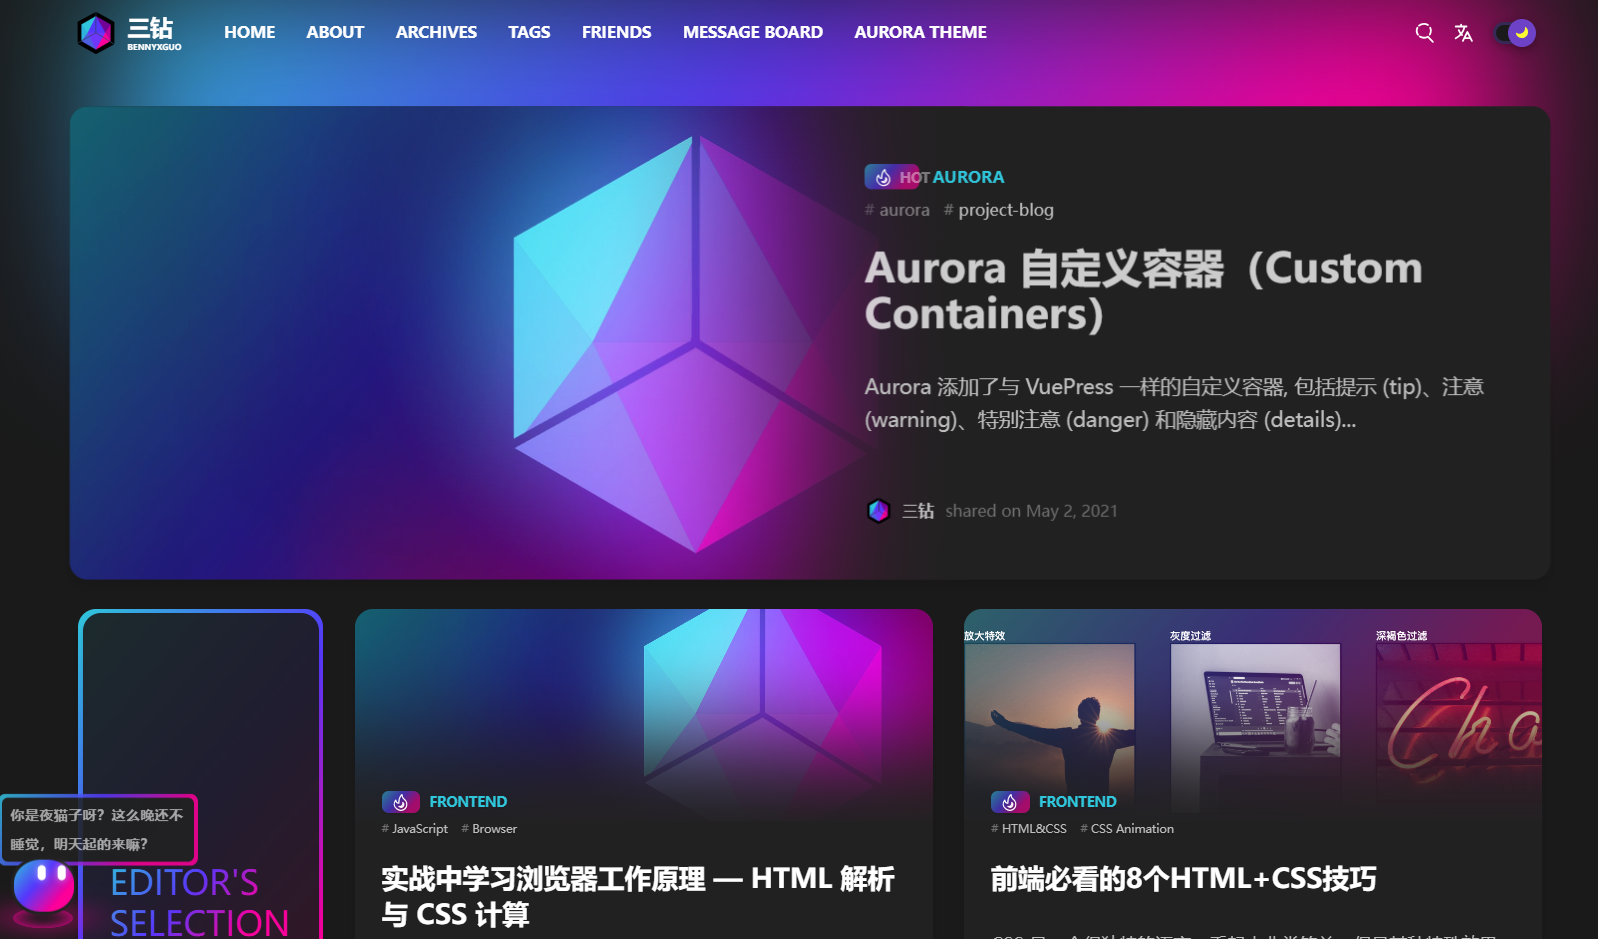 三钻
BENNYXGUO
HOME ABOUT ARCHIVES TAGS FRIENDS MESSAGE BOARD AURORA THEME
HOT AURORA
# aurora # project-blog
Aurora 自定义容器（Custom
Containers）
Aurora 添加了与 VuePress 一样的自定义容器, 包括提示 (tip)、注意
(warning)、特别注意 (danger) 和隐藏内容 (details)...
三钻 shared on May 2, 2021
你是夜猫子呀？这么晚还不
睡觉，明天起的来嘛？
EDITOR'S
SELECTION
FRONTEND
# JavaScript # Browser
实战中学习浏览器工作原理 — HTML 解析
与 CSS 计算
放大特效 灰度过滤 深褐色过滤
FRONTEND
# HTML&CSS # CSS Animation
前端必看的8个HTML+CSS技巧